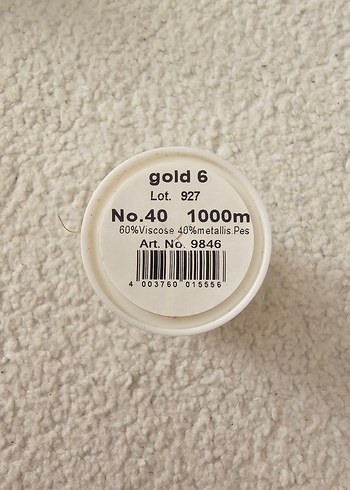 gold 6
Lot. 927
No.40 1000m
60%Viscose 40%metallis.Pes
Art. No. 9846
4 003760 015556